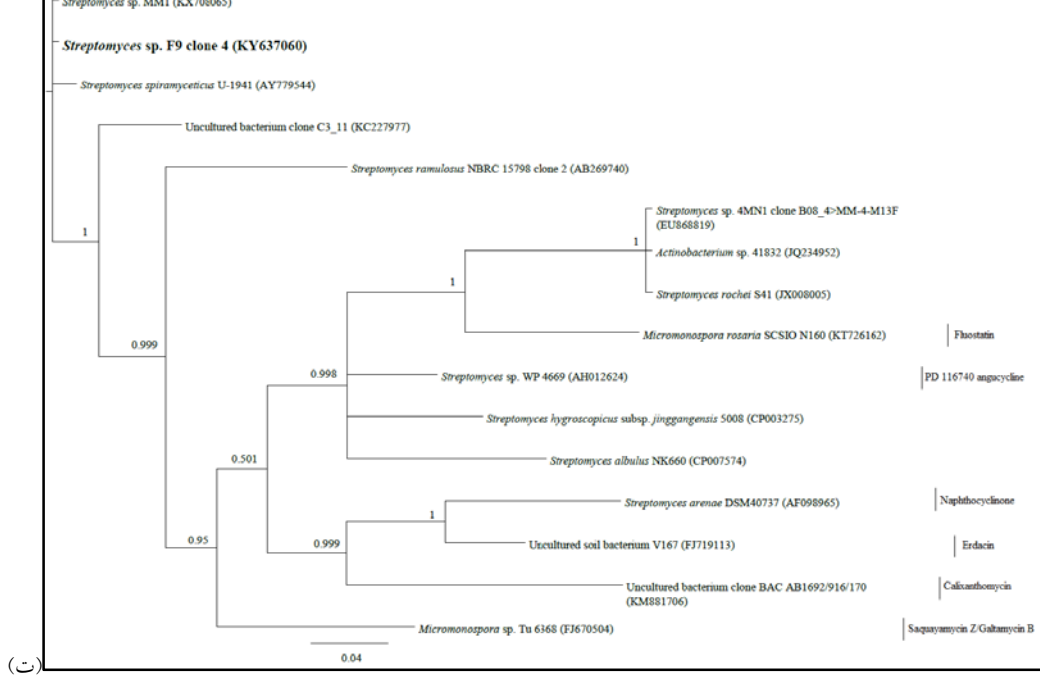 Streptomyces sp. MM1 (KX708065)
Streptomyces sp. F9 clone 4 (KY637060)
Streptomyces spiramyceticus U-1941 (AY779544)
Uncultured bacterium clone C3_11 (KC227977)
Streptomyces ramulosus NBRC 15798 clone 2 (AB269740)
Streptomyces sp. 4MN1 clone B08_4>MM-4-M13F
(EU868819)
1
1
Actinobacterium sp. 41832 (JQ234952)
1
Streptomyces rochei S41 (JX008005)
Micromonospora rosaria SCSIO N160 (KT726162)
Fluostatin
0.999
0.998
Streptomyces sp. WP 4669 (AH012624)
PD 116740 angucycline
Streptomyces hygroscopicus subsp. jinggangensis 5008 (CP003275)
0.501
Streptomyces albulus NK660 (CP007574)
Streptomyces arenae DSM40737 (AF098965)
Naphthocyclinone
1
0.95
0.999
Uncultured soil bacterium V167 (FJ719113)
Erdacin
Uncultured bacterium clone BAC AB1692/916/170
(KM881706)
Calixanthomycin
Micromonospora sp. Tu 6368 (FJ670504)
Saquayamycin Z/Galtamycin B
0.04
(ت)